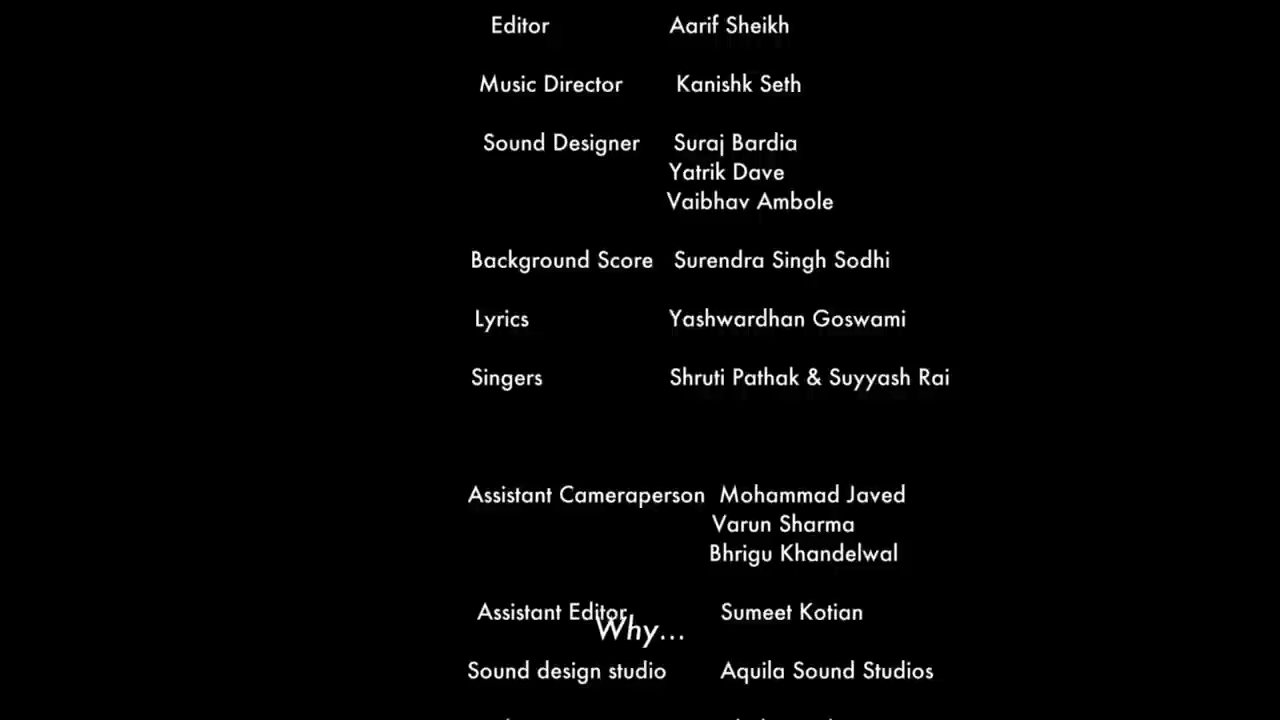 Editor Aarif Sheikh
Music Director Kanishk Seth
Sound Designer Suraj Bardia
Yatrik Dave
Vaibhav Ambole
Background Score Surendra Singh Sodhi
Lyrics Yashwardhan Goswami
Singers Shruti Pathak & Suyyash Rai
Assistant Cameraperson Mohammad Javed
Varun Sharma
Bhrigu Khandelwal
Assistant Editor Sumeet Kotian
Why...
Sound design studio Aquila Sound Studios